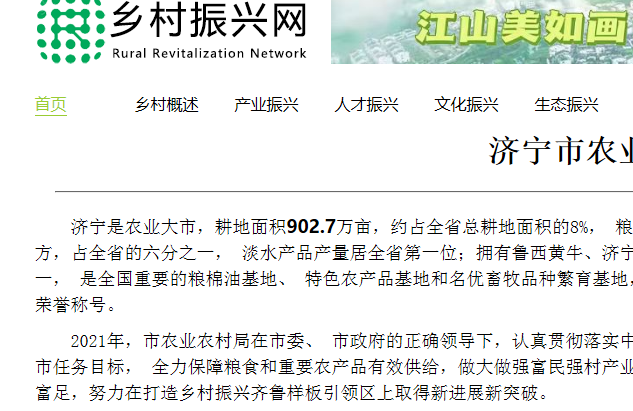 乡村振兴网
Rural Revitalization Network
江山美如画
首页 乡村概述 产业振兴 人才振兴 文化振兴 生态振兴
济宁市农业
济宁是农业大市，耕地面积902.7万亩，约占全省总耕地面积的8%， 粮
方，占全省的六分之一， 淡水产品产量居全省第一位；拥有鲁西黄牛、济宁
一， 是全国重要的粮棉油基地、 特色农产品基地和名优畜牧品种繁育基地，
荣誉称号。
2021年，市农业农村局在市委、 市政府的正确领导下，认真贯彻落实中
市任务目标， 全力保障粮食和重要农产品有效供给，做大做强富民强村产业
富足，努力在打造乡村振兴齐鲁样板引领区上取得新进展新突破。